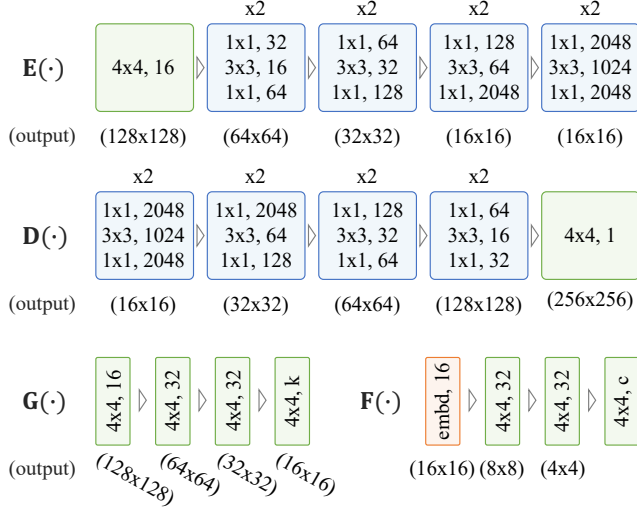 x2 x2 x2 x2
E(·)
4x4, 16
1x1, 32
3x3, 16
1x1, 64
1x1, 64
3x3, 32
1x1, 128
1x1, 128
3x3, 64
1x1, 2048
1x1, 2048
3x3, 1024
1x1, 2048
(output) (128x128) (64x64) (32x32) (16x16) (16x16)
x2 x2 x2 x2
D(·)
1x1, 2048
3x3, 1024
1x1, 2048
1x1, 2048
3x3, 64
1x1, 128
1x1, 128
3x3, 32
1x1, 64
1x1, 64
3x3, 16
1x1, 32
4x4, 1
(output) (16x16) (32x32) (64x64) (128x128) (256x256)
G(·)
4x4, 16
4x4, 32
4x4, 32
4x4, k
F(·)
embd, 16
4x4, 32
4x4, 32
4x4, c
(output) (128x128) (64x64) (32x32) (16x16) (16x16) (8x8) (4x4)